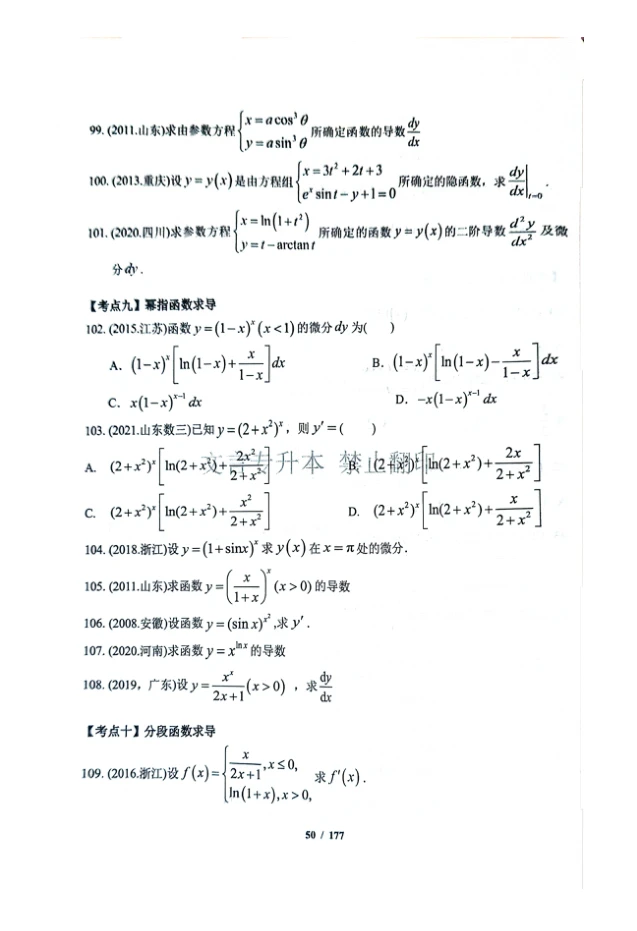 99. (2011.山东)求由参数方程{x = a cos³ θ, y = a sin³ θ 所确定函数的导数 dy/dx
100. (2013.重庆)设 y = y(x) 是由方程组{x = 3t² + 2t + 3, eˣ sin t − y + 1 = 0 所确定的隐函数，求 dy/dx|ₜ₌₀ .
101. (2020.四川)求参数方程{x = ln(1 + t²), y = t − arctan t 所确定的函数 y = y(x) 的二阶导数 d²y/dx² 及微
分 dy .
【考点九】幂指函数求导
102. (2015.江苏)函数 y = (1 − x)ˣ (x < 1) 的微分 dy 为( )
A. (1 − x)ˣ [ln(1 − x) + x/(1 − x)] dx B. (1 − x)ˣ [ln(1 − x) − x/(1 − x)] dx
C. x(1 − x)ˣ⁻¹ dx D. −x(1 − x)ˣ⁻¹ dx
103. (2021.山东数三)已知 y = (2 + x²)ˣ，则 y′ = ( )
A. (2 + x²)ˣ [ln(2 + x²) + 2x²/(2 + x²)] B. (2 + x²)ˣ [ln(2 + x²) + 2x/(2 + x²)]
专升本 禁止翻印
C. (2 + x²)ˣ [ln(2 + x²) + x²/(2 + x²)] D. (2 + x²)ˣ [ln(2 + x²) + x/(2 + x²)]
104. (2018.浙江)设 y = (1 + sin x)ˣ 求 y(x) 在 x = π 处的微分.
105. (2011.山东)求函数 y = (x/(1 + x))ˣ (x > 0) 的导数
106. (2008.安徽)设函数 y = (sin x)^(x²) ,求 y′ .
107. (2020.河南)求函数 y = x^(ln x) 的导数
108. (2019，广东)设 y = xˣ/(2x + 1) (x > 0) ，求 dy/dx
【考点十】分段函数求导
109. (2016.浙江)设 f(x) = {x/(2x + 1), x ≤ 0, ln(1 + x), x > 0, 求 f′(x) .
50 / 177